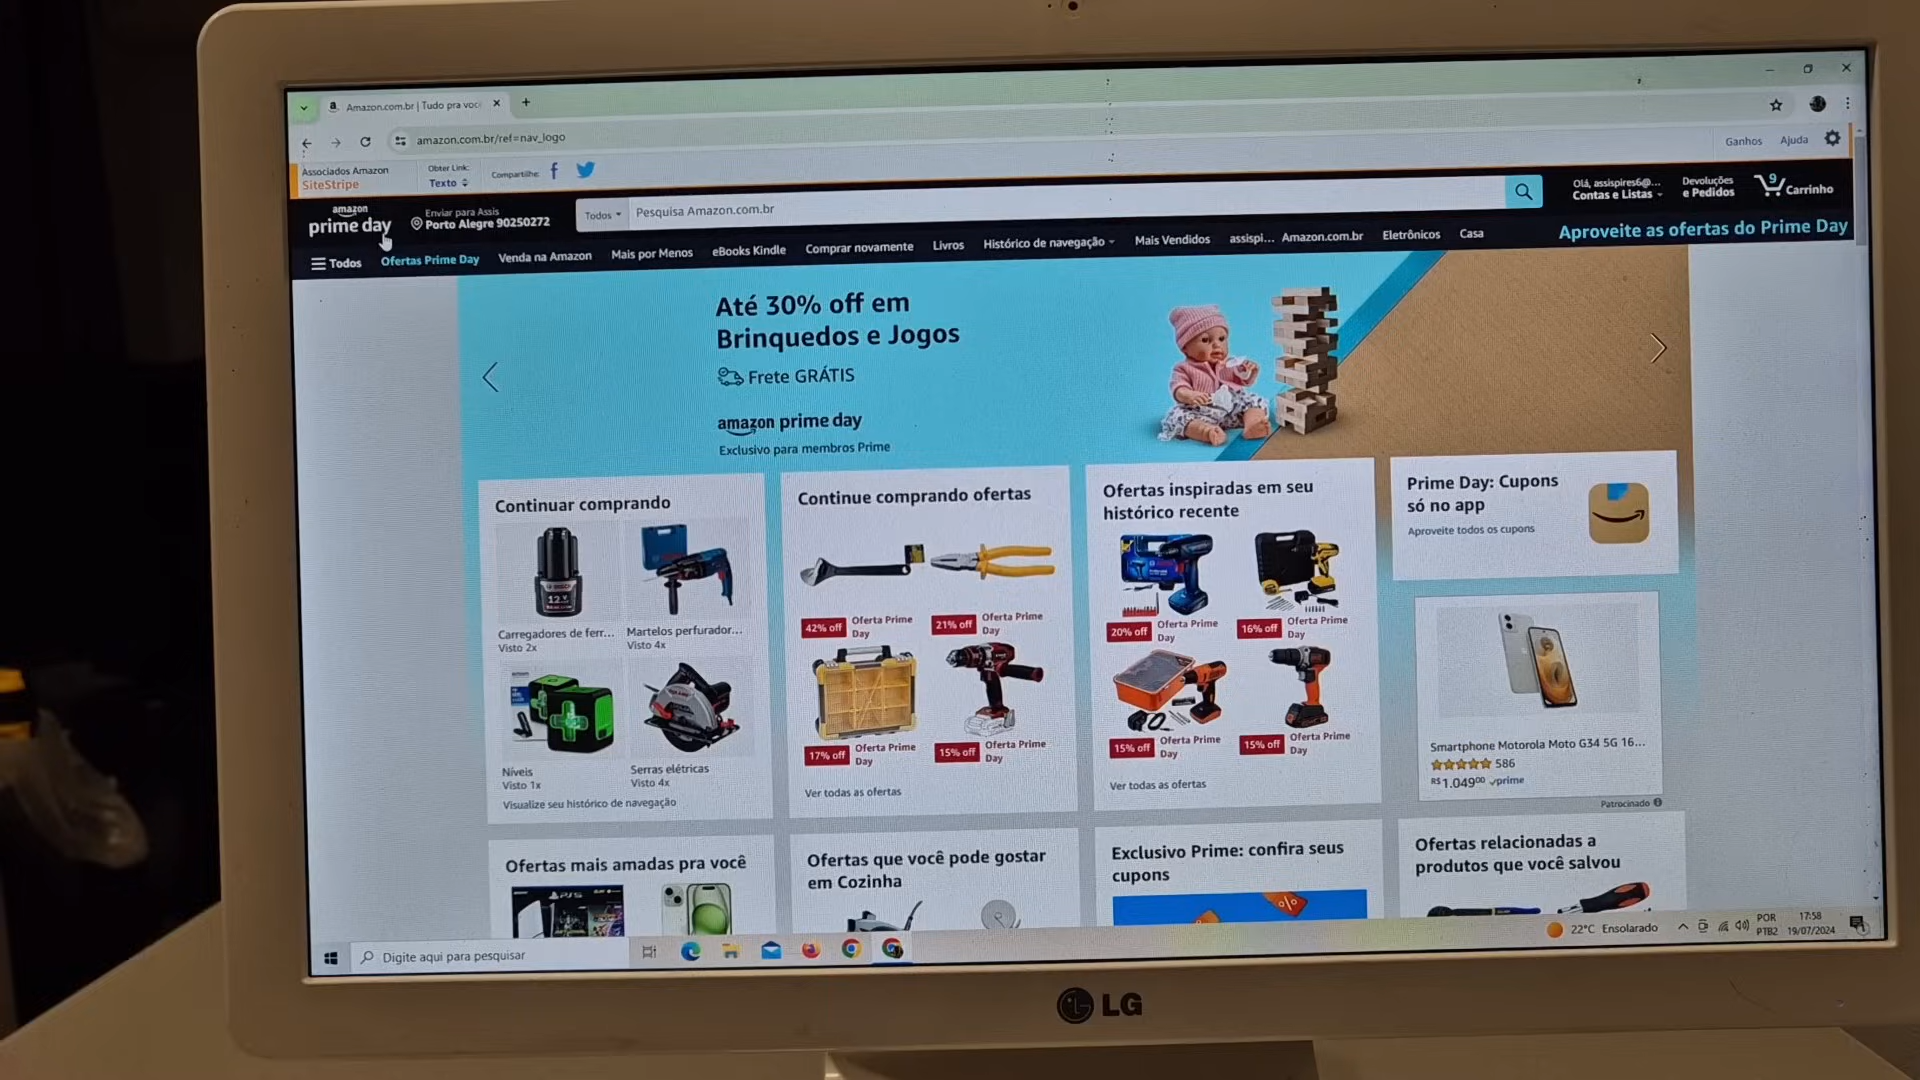 Amazon.com.br | Tudo pra voc
amazon.com.br/ref=nav_logo
Associados Amazon
SiteStripe
Obter Link:
Texto
Compartilhe:
Ganhos
Ajuda
amazon
prime day
Enviar para Assis
Porto Alegre 90250272
Todos
Pesquisa Amazon.com.br
Olá, assispires6@...
Contas e Listas
Devoluções
e Pedidos
9
Carrinho
Todos
Ofertas Prime Day
Venda na Amazon
Mais por Menos
eBooks Kindle
Comprar novamente
Livros
Histórico de navegação
Mais Vendidos
assispi... Amazon.com.br
Eletrônicos
Casa
Aproveite as ofertas do Prime Day
Até 30% off em
Brinquedos e Jogos
Frete GRÁTIS
amazon prime day
Exclusivo para membros Prime
Continuar comprando
12V
Carregadores de ferr...
Visto 2x
Martelos perfurador...
Visto 4x
Níveis
Visto 1x
Serras elétricas
Visto 4x
Visualize seu histórico de navegação
Continue comprando ofertas
42% off
Oferta Prime
Day
21% off
Oferta Prime
Day
17% off
Oferta Prime
Day
15% off
Oferta Prime
Day
Ver todas as ofertas
Ofertas inspiradas em seu
histórico recente
20% off
Oferta Prime
Day
16% off
Oferta Prime
Day
15% off
Oferta Prime
Day
15% off
Oferta Prime
Day
Ver todas as ofertas
Prime Day: Cupons
só no app
Aproveite todos os cupons
Smartphone Motorola Moto G34 5G 16...
586
R$ 1.049⁰⁰ prime
Patrocinado
Ofertas mais amadas pra você
PS5
Ofertas que você pode gostar
em Cozinha
Exclusivo Prime: confira seus
cupons
%
Ofertas relacionadas a
produtos que você salvou
Digite aqui para pesquisar
22°C Ensolarado
POR
PTB2
17:58
19/07/2024
LG